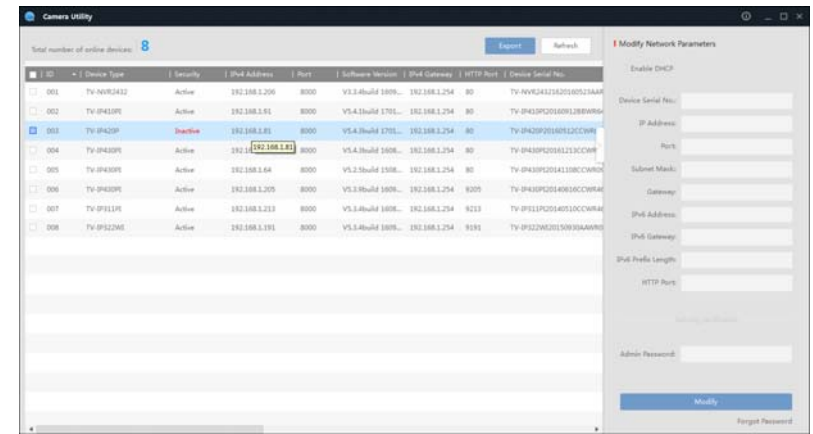 Camera Utility
Total number of online devices: 8
Export Refresh
ID Device Type Security IPv4 Address Port Software Version IPv4 Gateway HTTP Port Device Serial No.
001 TV-NVR2432 Active 192.168.1.206 8000 192.168.1.254 80
002 TV-IP410PI Active 192.168.1.91 8000 192.168.1.254 80
003 TV-IP420P Inactive 192.168.1.81 8000 192.168.1.254 80
192.168.1.81
004 TV-IP430PI Active 8000 192.168.1.254 80
005 TV-IP430PI Active 192.168.1.64 8000 192.168.1.254 80
006 TV-IP430PI Active 192.168.1.205 8000 192.168.1.254 9205
007 TV-IP311PI Active 192.168.1.213 8000 192.168.1.254 9213
008 TV-IP322WI Active 192.168.1.191 8000 192.168.1.254 9191
Modify Network Parameters
Enable DHCP
Device Serial No.:
IP Address:
Port:
Subnet Mask:
Gateway:
IPv6 Address:
IPv6 Gateway:
IPv6 Prefix Length:
HTTP Port:
Admin Password:
Modify
Forgot Password